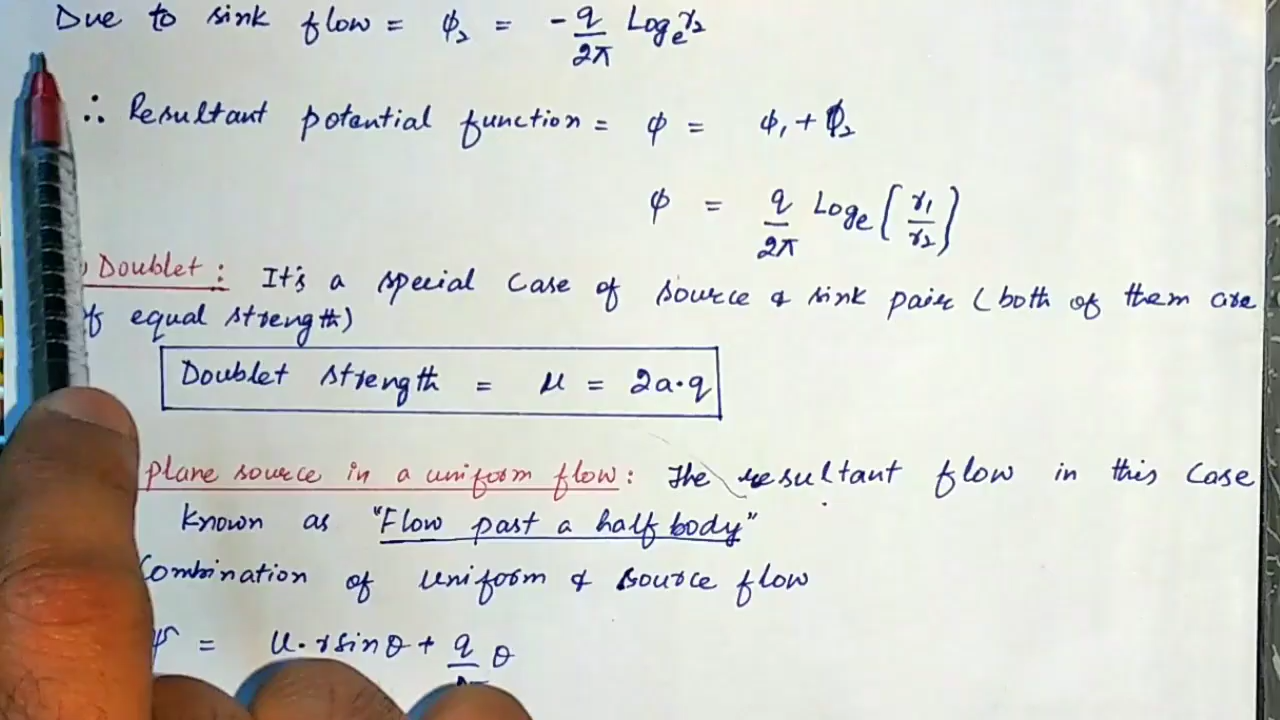 Due to sink flow = ϕ₂ = -q/2π Logₑr₂
∴ Resultant potential function = ϕ = ϕ₁ + ϕ₂
ϕ = q/2π Logₑ[r₁/r₂]
) Doublet : It's a special case of source & sink pair (both of them are
of equal strength)
Doublet strength = μ = 2a·q
plane source in a uniform flow: The resultant flow in this case
known as "Flow past a half body"
Combination of uniform & source flow
ψ = U·rsinθ + q/ θ